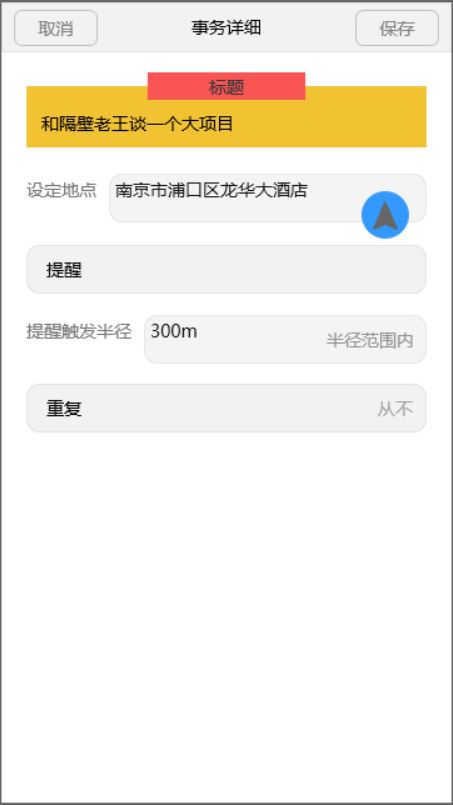 取消 事务详细 保存
标题
和隔壁老王谈一个大项目
设定地点 南京市浦口区龙华大酒店
提醒
提醒触发半径 300m 半径范围内
重复 从不